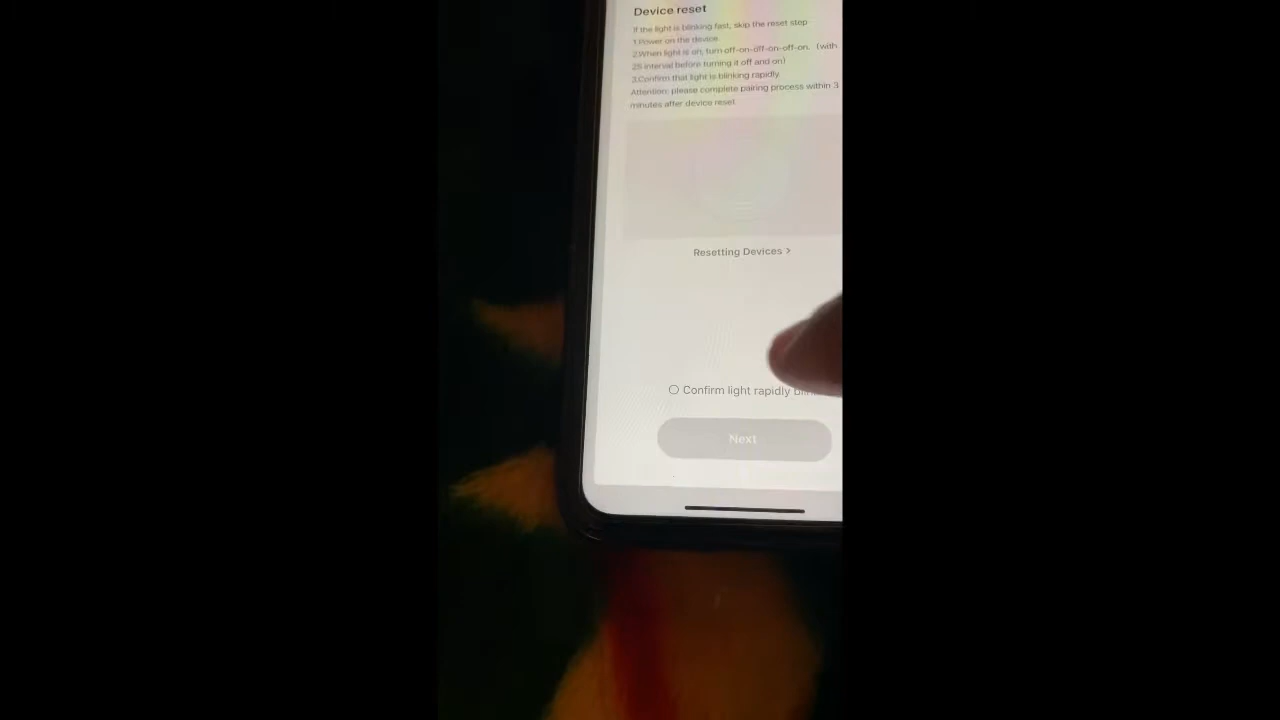 Device reset
If the light is blinking fast, skip the reset step
1.Power on the device
2.When light is on, turn off-on-off-on-off-on. (with
2S interval before turning it off and on)
3.Confirm that light is blinking rapidly
Attention: please complete pairing process within 3
minutes after device reset.
Resetting Devices >
Confirm light rapidly
Next